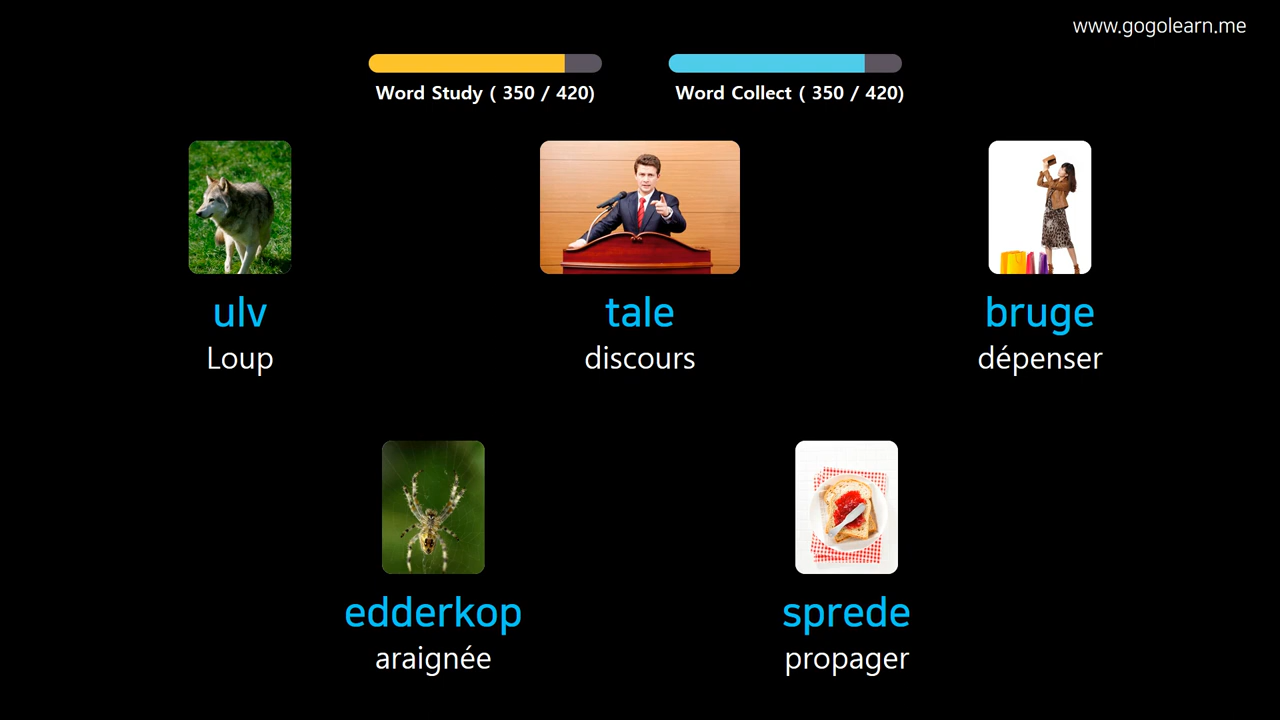 www.gogolearn.me
Word Study ( 350 / 420)
Word Collect ( 350 / 420)
ulv
Loup
tale
discours
bruge
dépenser
edderkop
araignée
sprede
propager